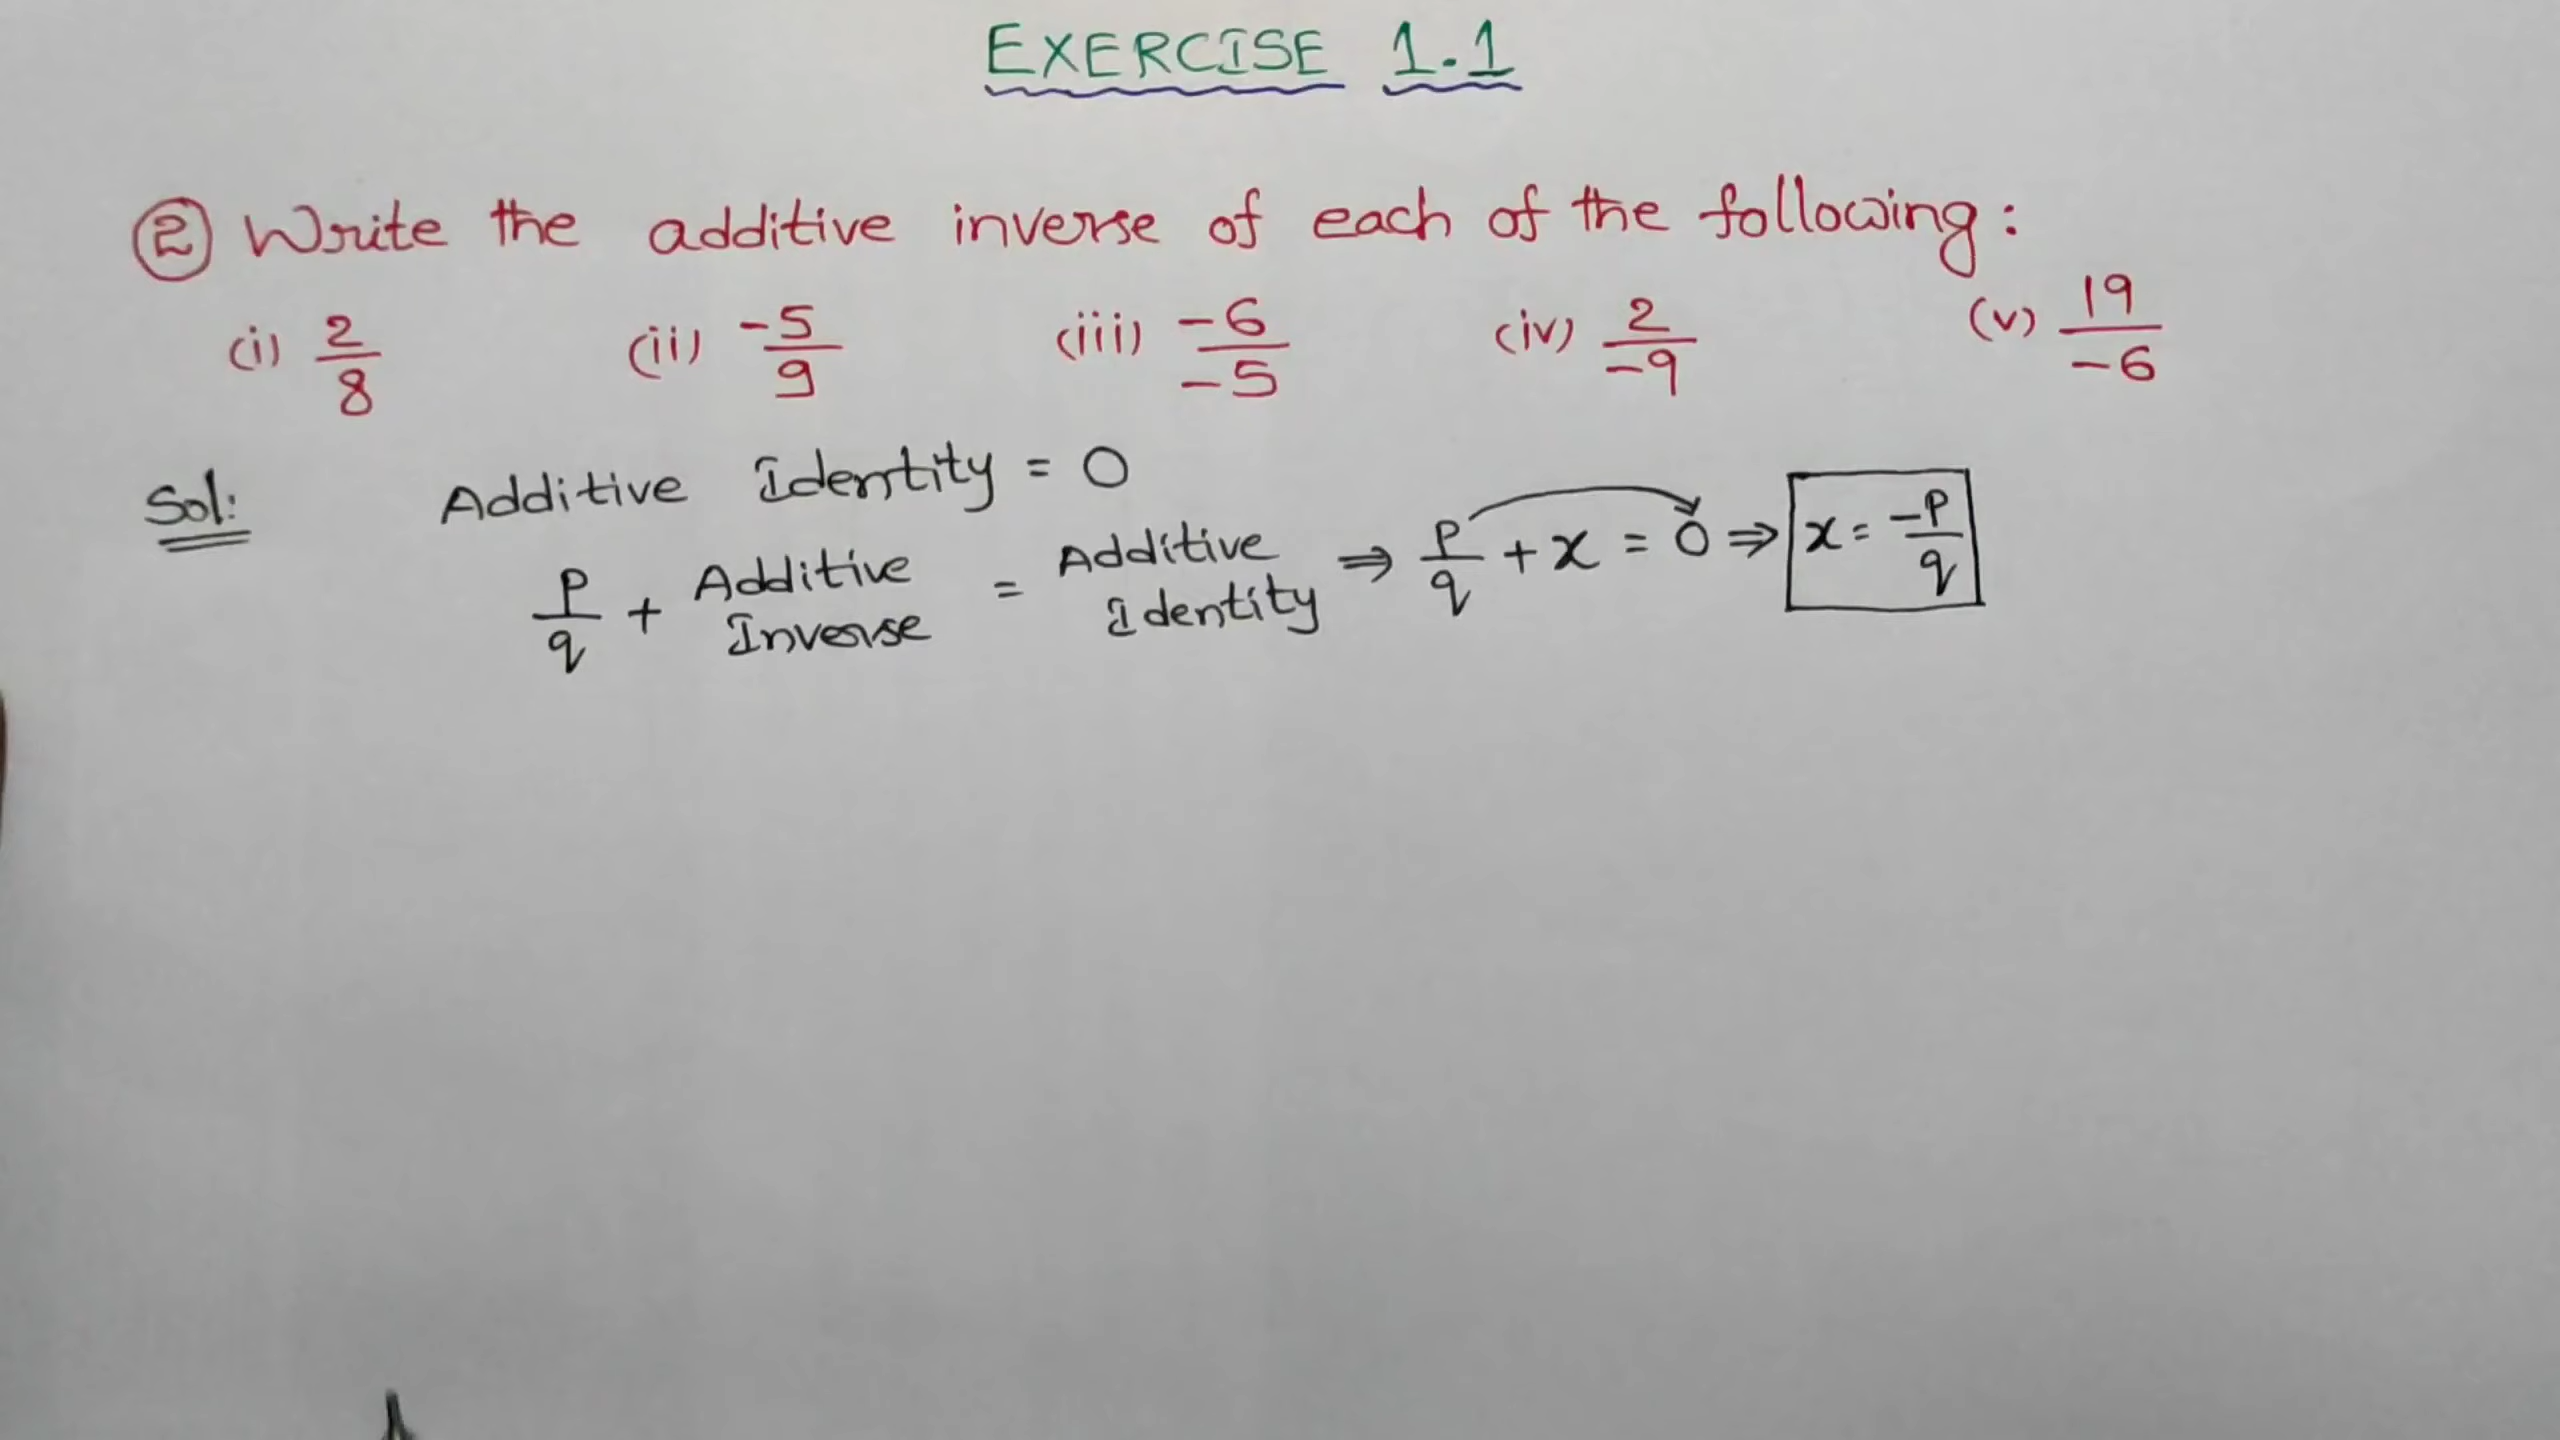 EXERCISE 1.1
② Write the additive inverse of each of the following:
(i) 2/8 (ii) -5/9 (iii) -6/-5 (iv) 2/-9 (v) 19/-6
Sol: Additive Identity = 0
p/q + Additive Inverse = Additive Identity ⇒ p/q + x = 0 ⇒ x = -p/q